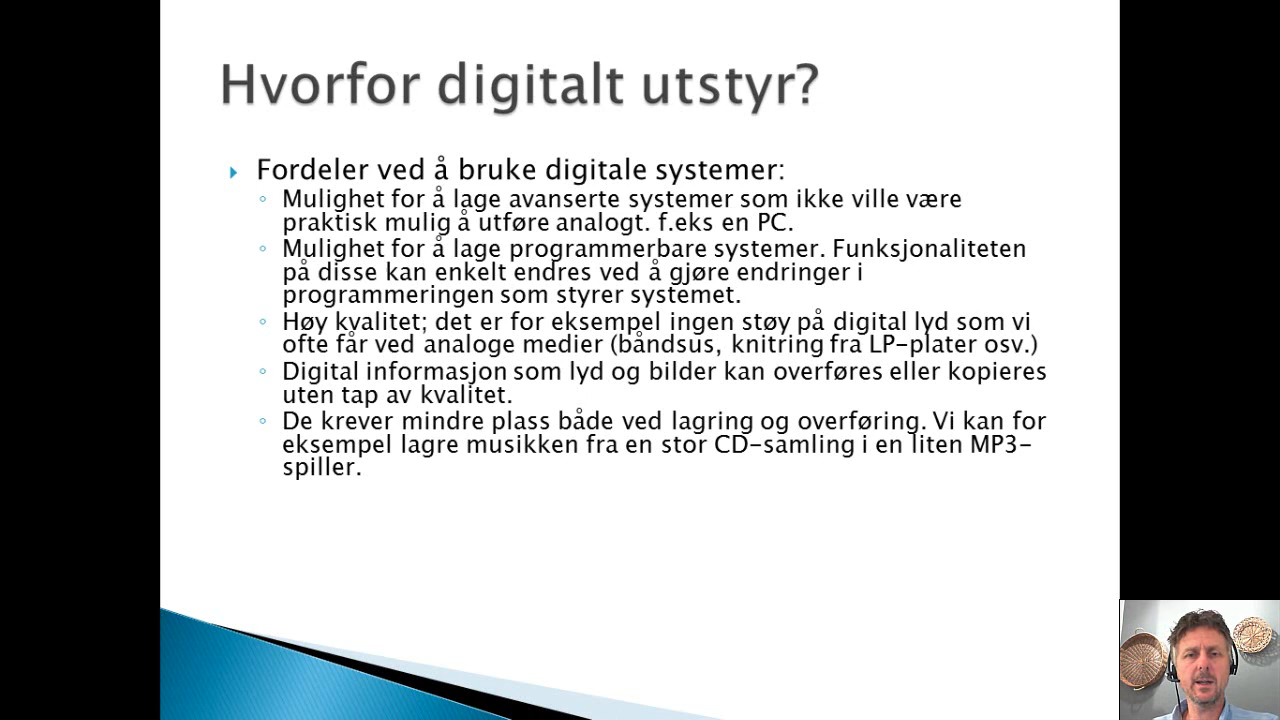 Hvorfor digitalt utstyr?
Fordeler ved å bruke digitale systemer:
Mulighet for å lage avanserte systemer som ikke ville være
praktisk mulig å utføre analogt. f.eks en PC.
Mulighet for å lage programmerbare systemer. Funksjonaliteten
på disse kan enkelt endres ved å gjøre endringer i
programmeringen som styrer systemet.
Høy kvalitet; det er for eksempel ingen støy på digital lyd som vi
ofte får ved analoge medier (båndsus, knitring fra LP-plater osv.)
Digital informasjon som lyd og bilder kan overføres eller kopieres
uten tap av kvalitet.
De krever mindre plass både ved lagring og overføring. Vi kan for
eksempel lagre musikken fra en stor CD-samling i en liten MP3-
spiller.